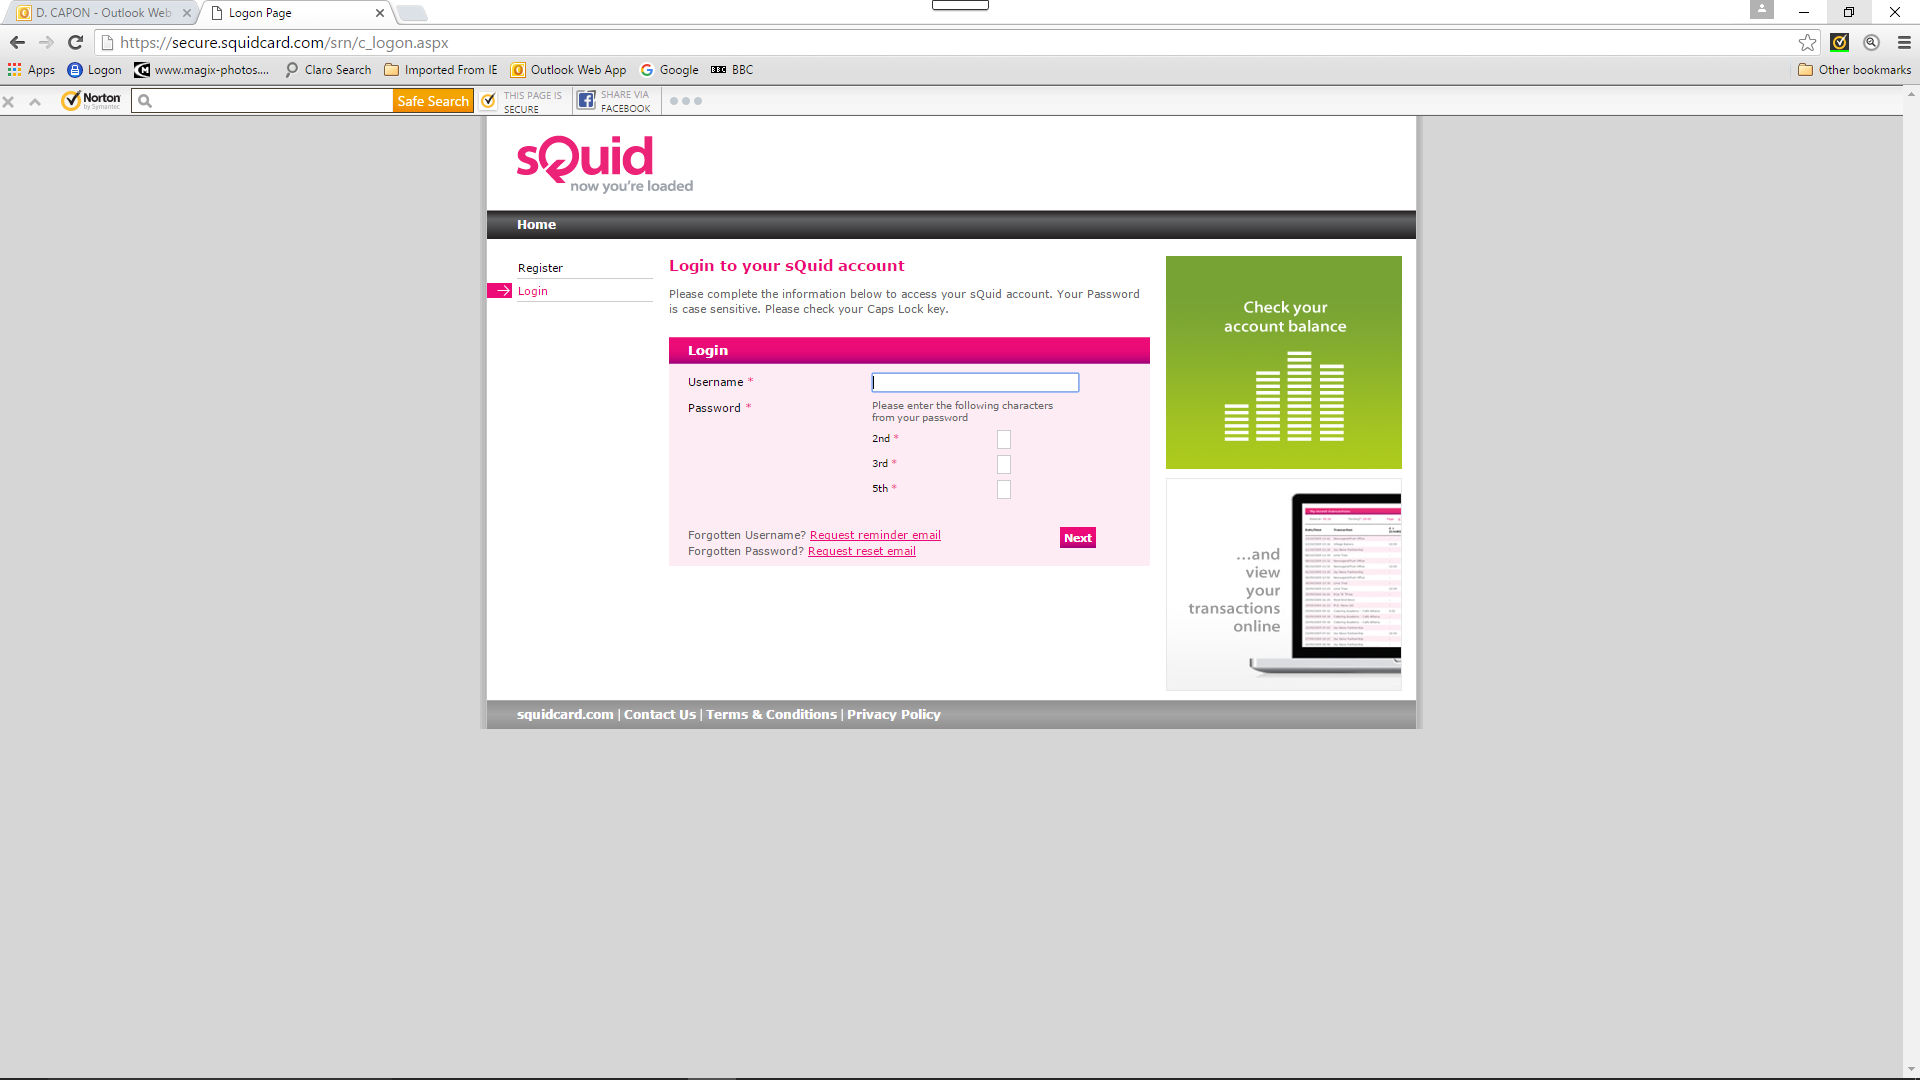 D. CAPON - Outlook Web
Logon Page
https://secure.squidcard.com/srn/c_logon.aspx
Apps
Logon
www.magix-photos....
Claro Search
Imported From IE
Outlook Web App
Google
BBC
BBC
Other bookmarks
Norton
by Symantec
Safe Search
THIS PAGE IS
SECURE
SHARE VIA
FACEBOOK
sQuid
now you're loaded
Home
Register
Login
Login to your sQuid account
Please complete the information below to access your sQuid account. Your Password
is case sensitive. Please check your Caps Lock key.
Login
Username *
Password *
Please enter the following characters
from your password
2nd *
3rd *
5th *
Forgotten Username? Request reminder email
Forgotten Password? Request reset email
Next
Check your
account balance
...and
view
your
transactions
online
squidcard.com | Contact Us | Terms & Conditions | Privacy Policy